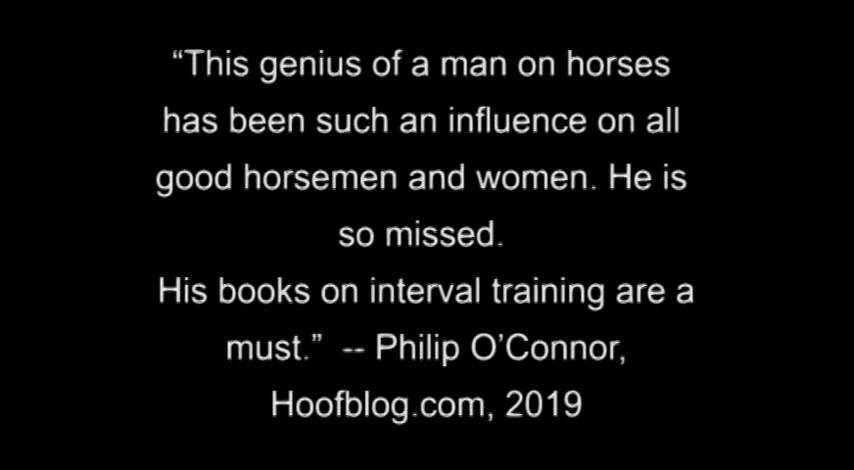 “This genius of a man on horses
has been such an influence on all
good horsemen and women. He is
so missed.
His books on interval training are a
must.”  -- Philip O’Connor,
Hoofblog.com, 2019